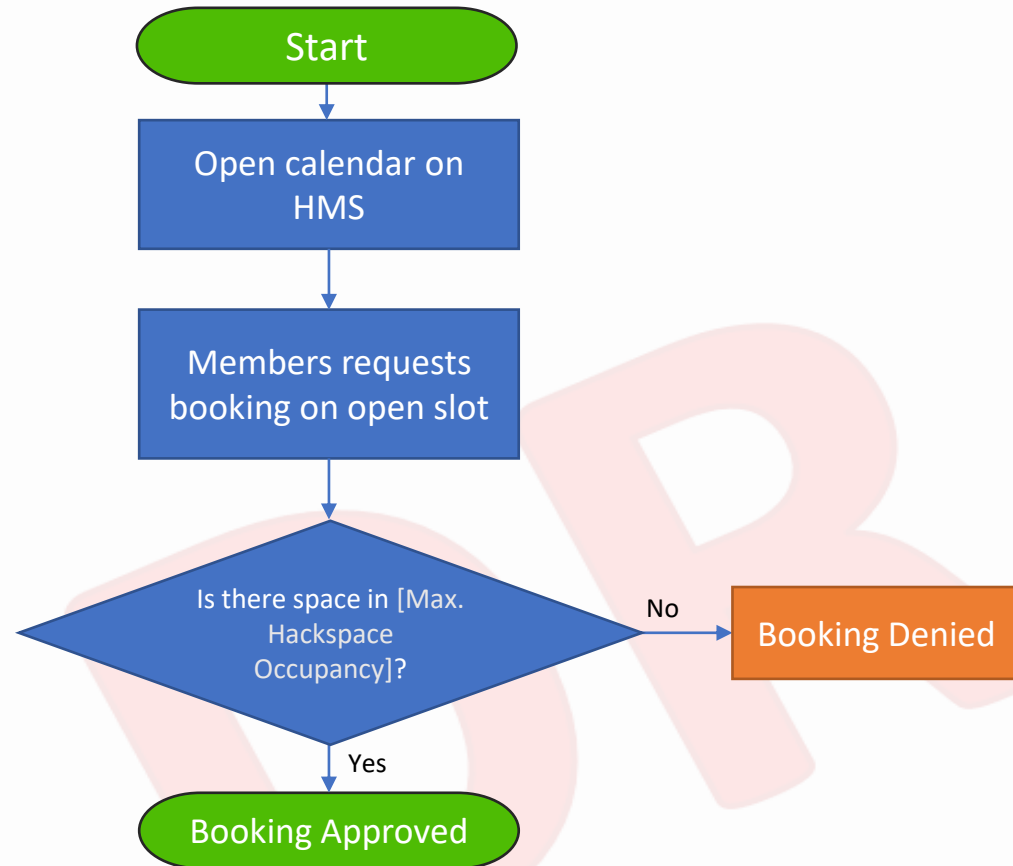 Start
Open calendar on
HMS
Members requests
booking on open slot
Is there space in [Max.
Hackspace
Occupancy]?
No
Booking Denied
Yes
Booking Approved
DR